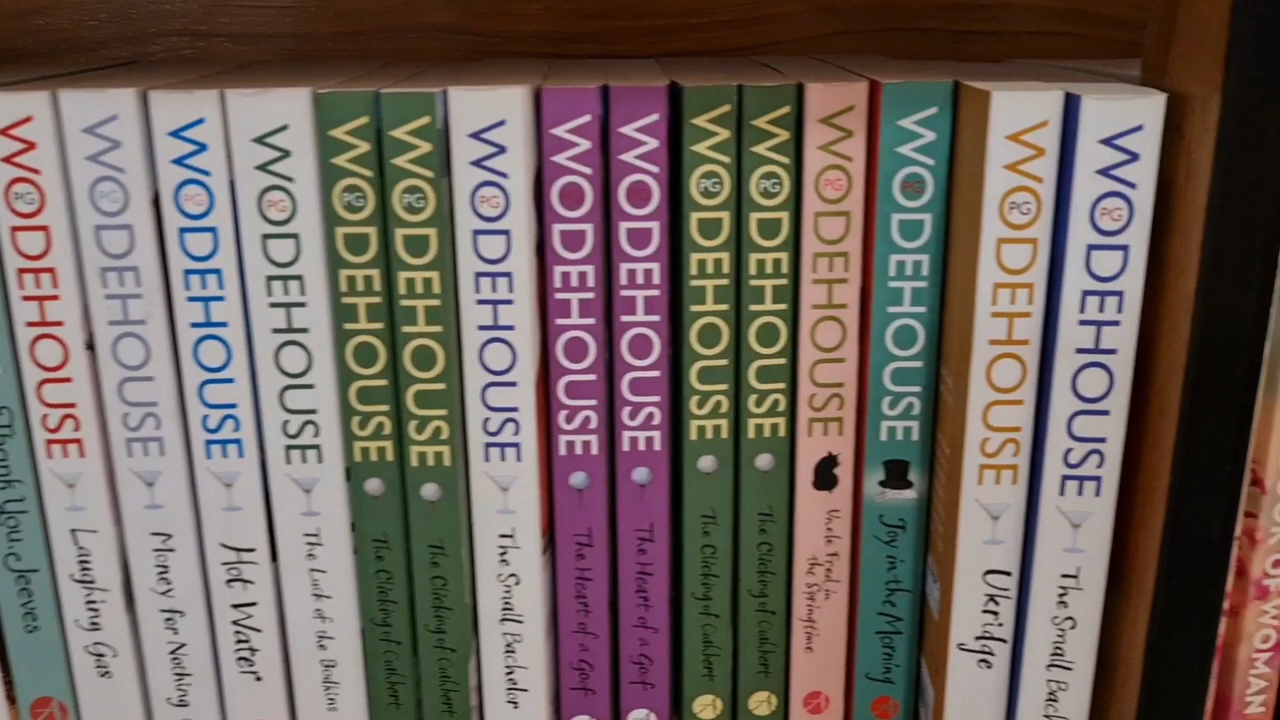 Thank You, Jeeves
WODEHOUSE
Laughing Gas
WODEHOUSE
PG
Money for Nothing
WODEHOUSE
PG
Hot Water
WODEHOUSE
PG
The Luck of the Bodkins
WODEHOUSE
PG
The Clicking of Cuthbert
WODEHOUSE
PG
The Clicking of Cuthbert
WODEHOUSE
PG
The Small Bachelor
WODEHOUSE
The Heart of a Goof
WODEHOUSE
The Heart of a Goof
WODEHOUSE
PG
The Clicking of Cuthbert
WODEHOUSE
PG
The Clicking of Cuthbert
WODEHOUSE
PG
Uncle Fred in
the Springtime
WODEHOUSE
PG
Joy in the Morning
WODEHOUSE
PG
Ukridge
WODEHOUSE
PG
The Small Bach
WOMAN